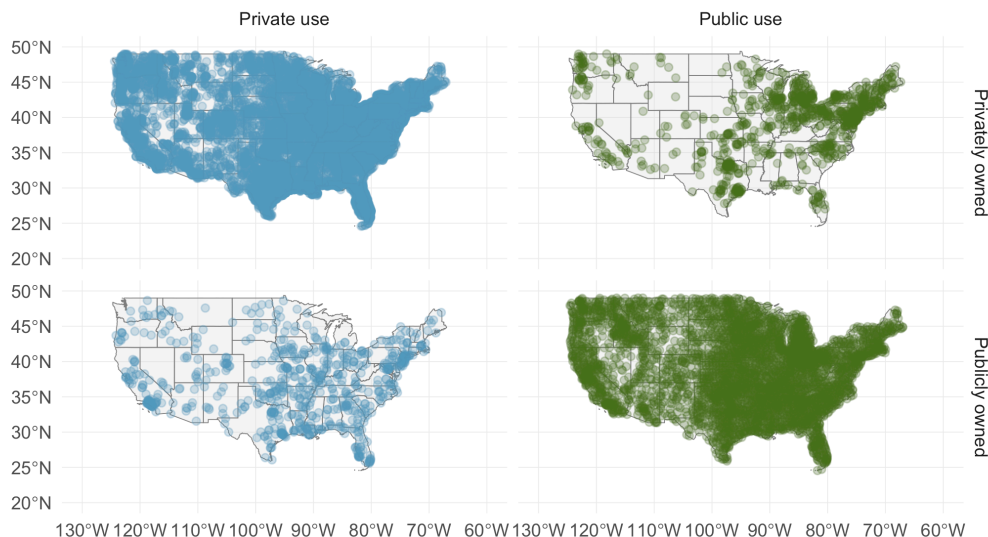 Private use
Public use
50°N
45°N
40°N
35°N
30°N
25°N
20°N
Privately owned
50°N
45°N
40°N
35°N
30°N
25°N
20°N
Publicly owned
130°W 120°W 110°W 100°W 90°W 80°W 70°W 60°W 130°W 120°W 110°W 100°W 90°W 80°W 70°W 60°W